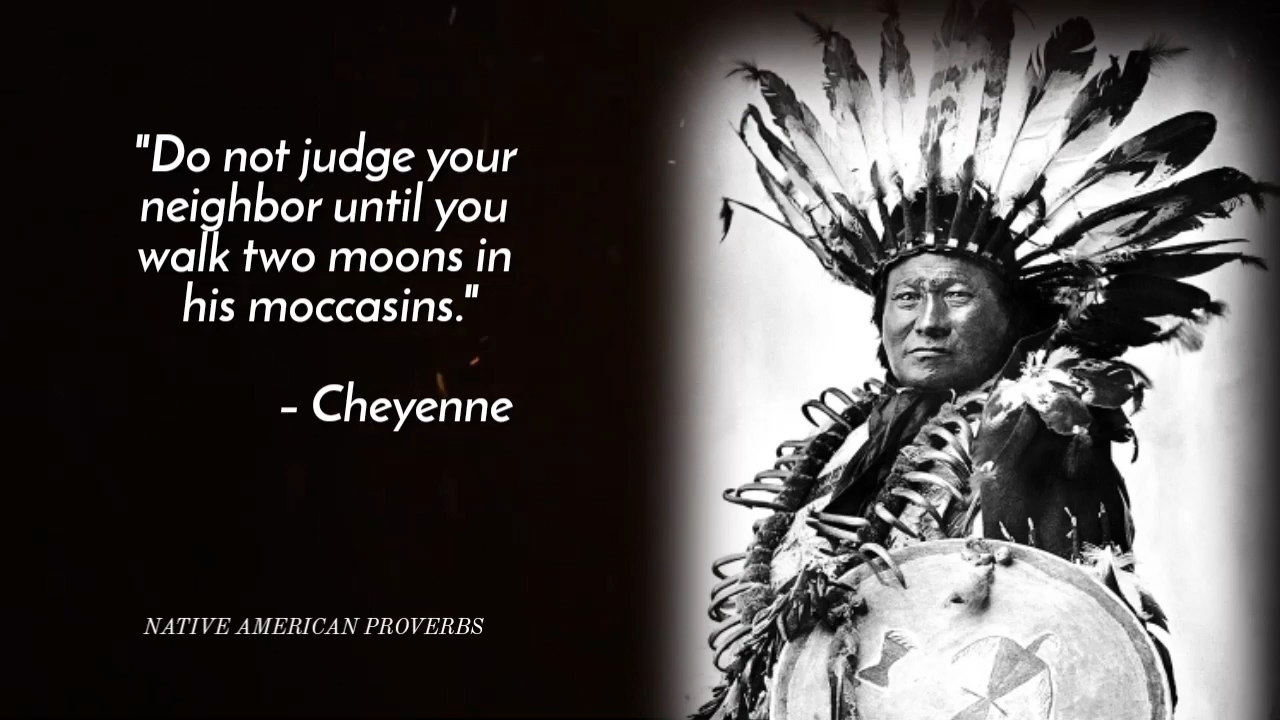 "Do not judge your
neighbor until you
walk two moons in
his moccasins."
– Cheyenne
NATIVE AMERICAN PROVERBS